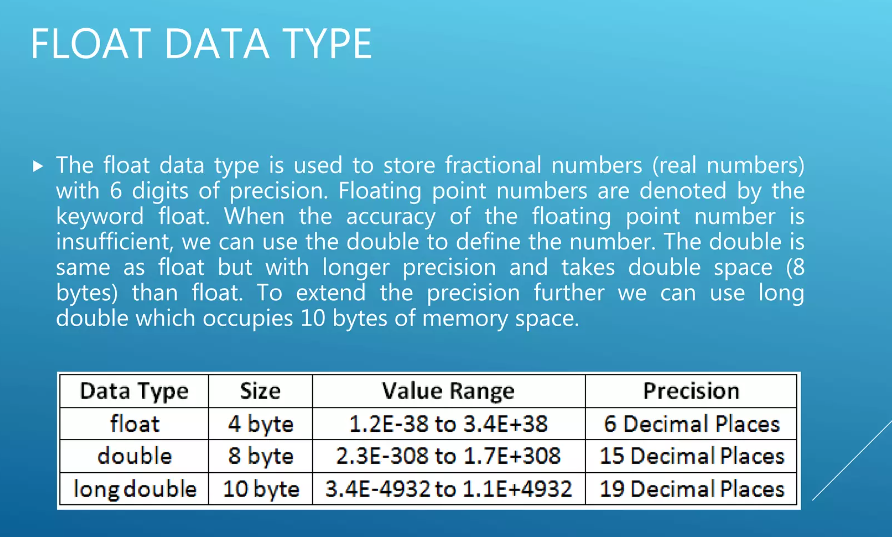 FLOAT DATA TYPE
The float data type is used to store fractional numbers (real numbers)
with 6 digits of precision. Floating point numbers are denoted by the
keyword float. When the accuracy of the floating point number is
insufficient, we can use the double to define the number. The double is
same as float but with longer precision and takes double space (8
bytes) than float. To extend the precision further we can use long
double which occupies 10 bytes of memory space.
Data Type Size Value Range Precision
float 4 byte 1.2E-38 to 3.4E+38 6 Decimal Places
double 8 byte 2.3E-308 to 1.7E+308 15 Decimal Places
long double 10 byte 3.4E-4932 to 1.1E+4932 19 Decimal Places